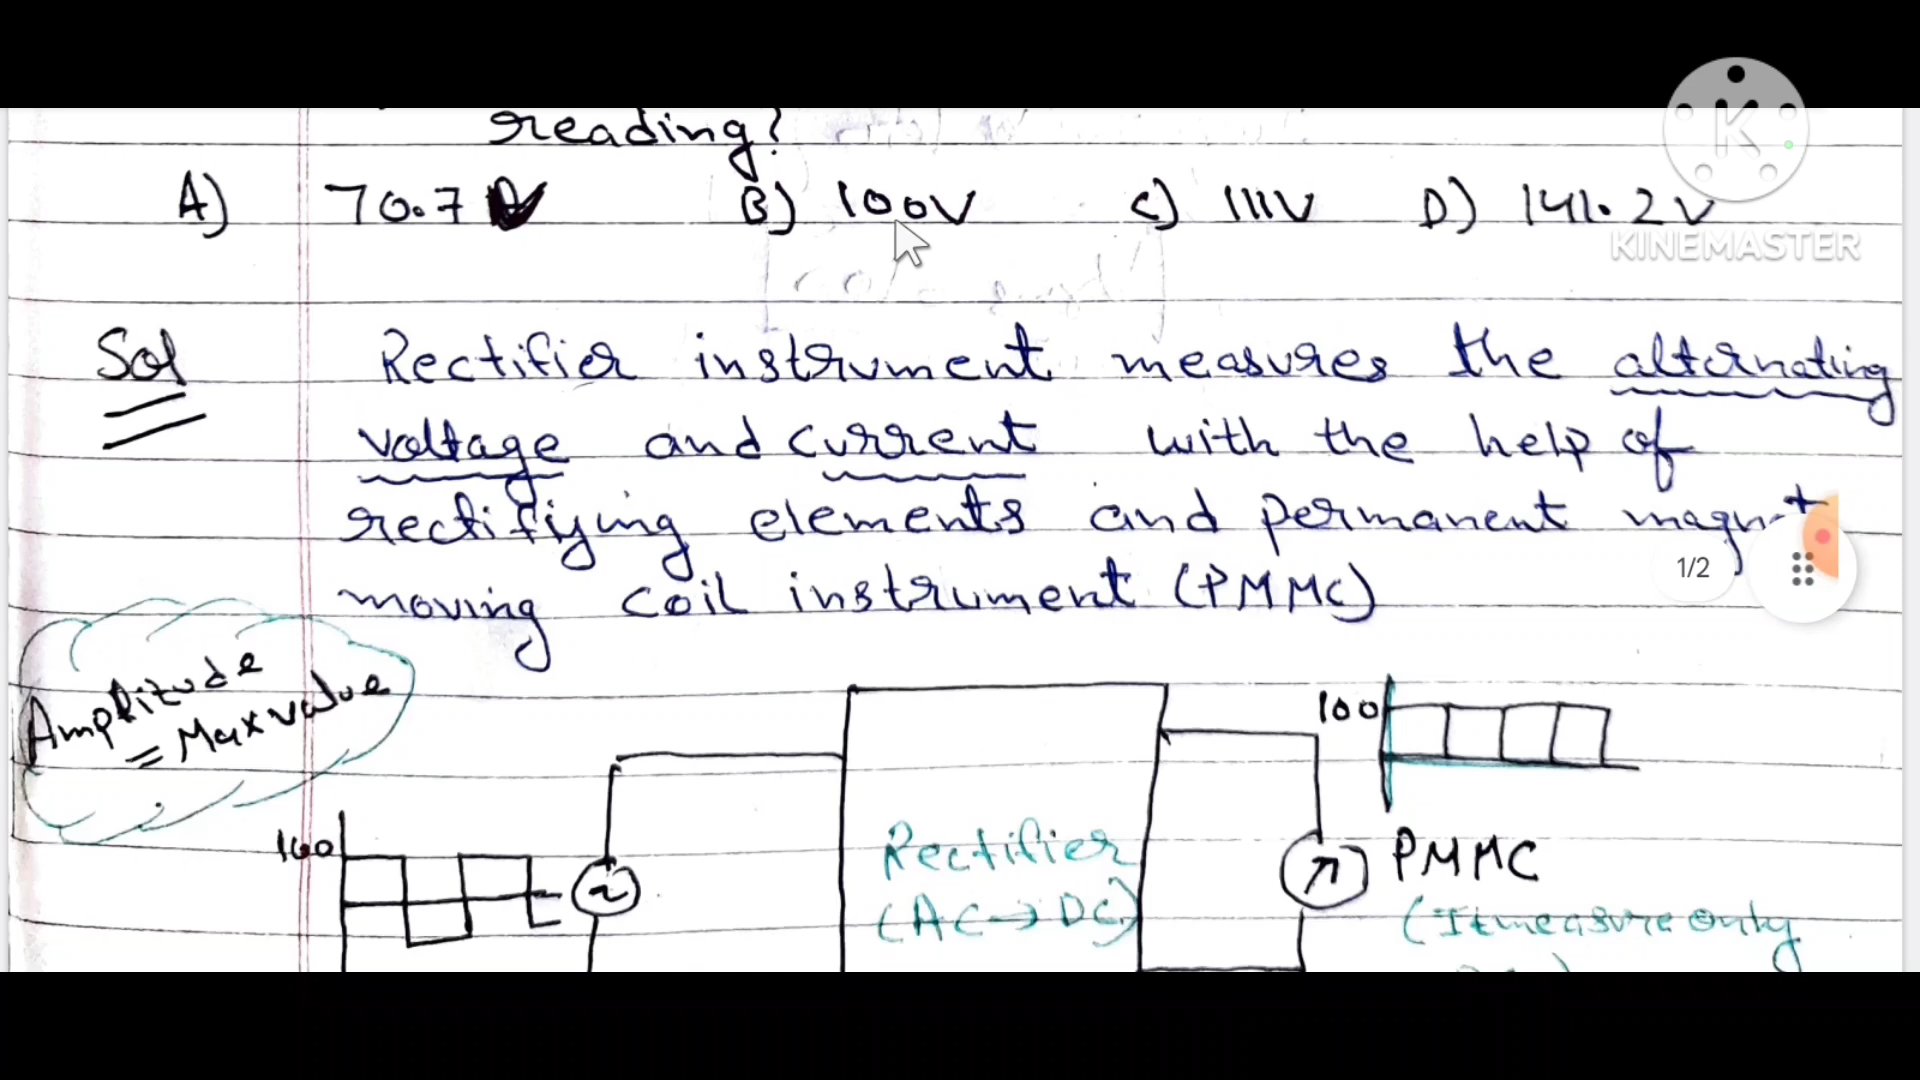 reading?
A) 70.7 V B) 100V C) 111V D) 141.2V
KINEMASTER
Sol Rectifier instrument measures the alternating
voltage and current with the help of
rectifiying elements and permanent
1/2
moving coil instrument (PMMC)
Amplitude
= Max value
100
100
Rectifier
(AC→DC)
PMMC
(It measure only